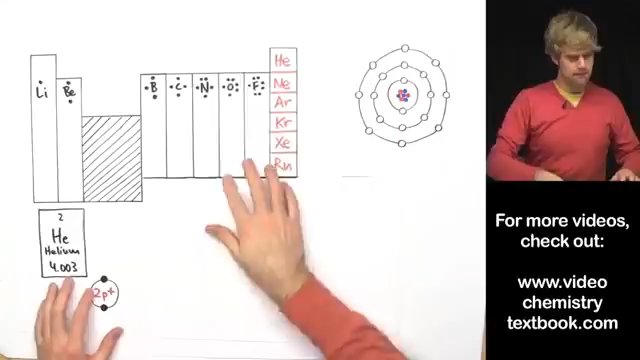 He
Li
Be
B
C
N
O
F
Ne
Ar
Kr
Xe
Rn
2
He
Helium
4.003
2p+
For more videos,
check out:
www.video
chemistry
textbook.com